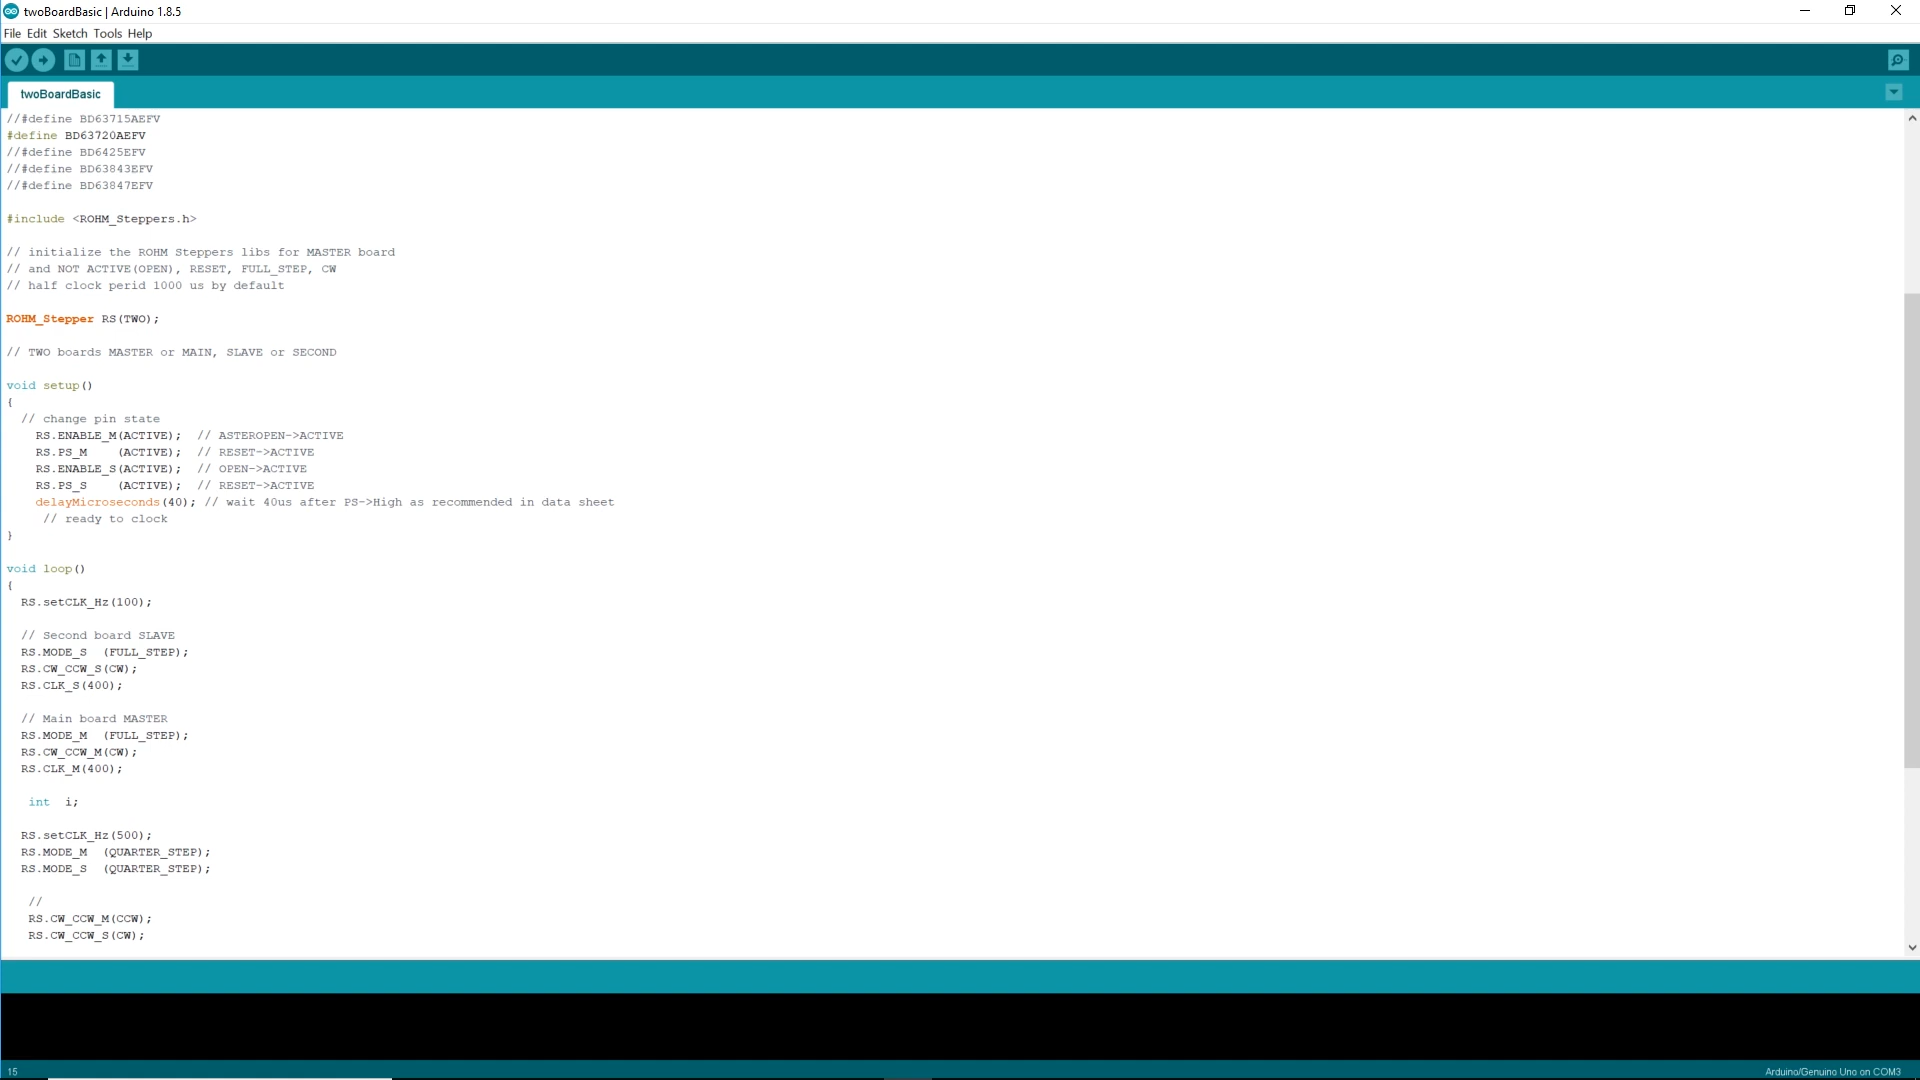 twoBoardBasic | Arduino 1.8.5
File Edit Sketch Tools Help
twoBoardBasic
//#define BD63715AEFV
#define BD63720AEFV
//#define BD6425EFV
//#define BD63843EFV
//#define BD63847EFV
#include <ROHM_Steppers.h>
// initialize the ROHM Steppers libs for MASTER board
// and NOT ACTIVE(OPEN), RESET, FULL_STEP, CW
// half clock perid 1000 us by default
ROHM_Stepper RS(TWO);
// TWO boards MASTER or MAIN, SLAVE or SECOND
void setup()
{
// change pin state
RS.ENABLE_M(ACTIVE); // ASTEROPEN->ACTIVE
RS.PS_M (ACTIVE); // RESET->ACTIVE
RS.ENABLE_S(ACTIVE); // OPEN->ACTIVE
RS.PS_S (ACTIVE); // RESET->ACTIVE
delayMicroseconds(40); // wait 40us after PS->High as recommended in data sheet
// ready to clock
}
void loop()
{
RS.setCLK_Hz(100);
// Second board SLAVE
RS.MODE_S (FULL_STEP);
RS.CW_CCW_S(CW);
RS.CLK_S(400);
// Main board MASTER
RS.MODE_M (FULL_STEP);
RS.CW_CCW_M(CW);
RS.CLK_M(400);
int i;
RS.setCLK_Hz(500);
RS.MODE_M (QUARTER_STEP);
RS.MODE_S (QUARTER_STEP);
//
RS.CW_CCW_M(CCW);
RS.CW_CCW_S(CW);
15
Arduino/Genuino Uno on COM3